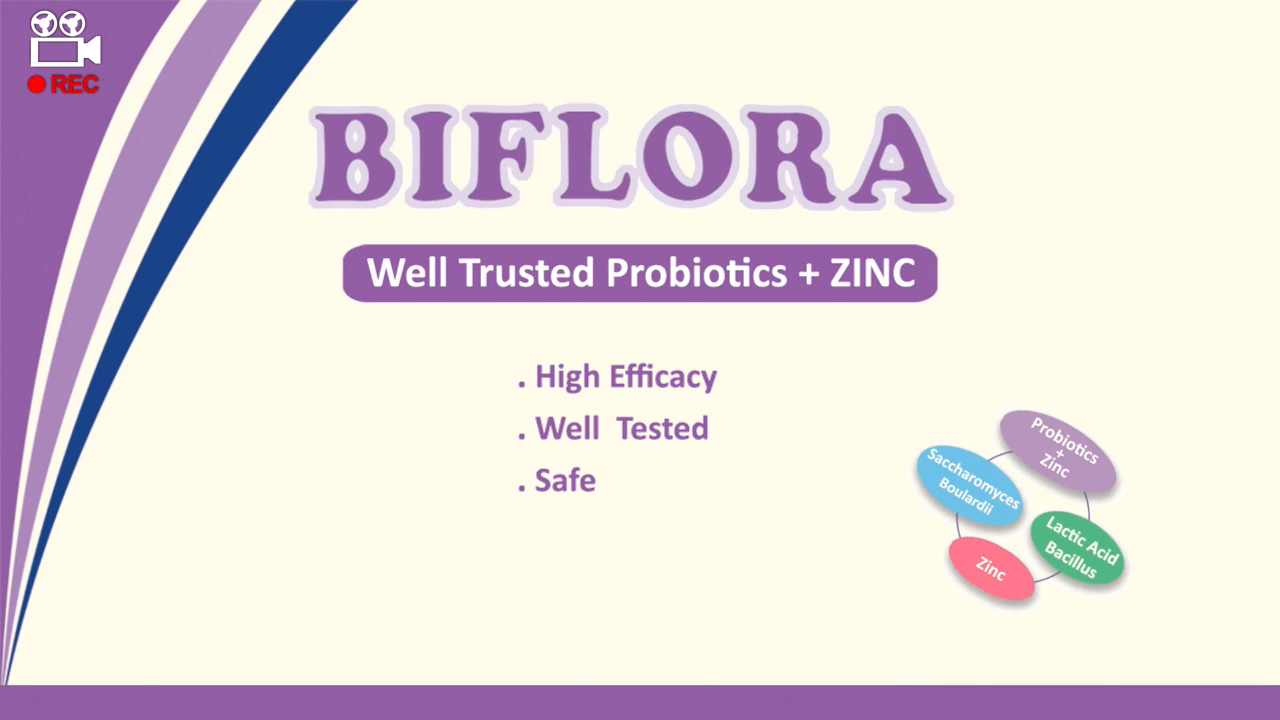 REC
BIFLORA
Well Trusted Probiotics + ZINC
. High Efficacy
. Well Tested
. Safe
Probiotics
+
Zinc
Saccharomyces
Boulardii
Lactic Acid
Bacillus
Zinc